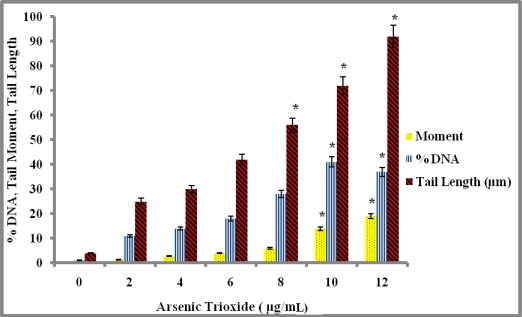 % DNA, Tail Moment, Tail Length
100
90
80
70
60
50
40
30
20
10
0
* * * * * * *
Moment
%DNA
Tail Length (µm)
0 2 4 6 8 10 12
Arsenic Trioxide ( µg/mL)